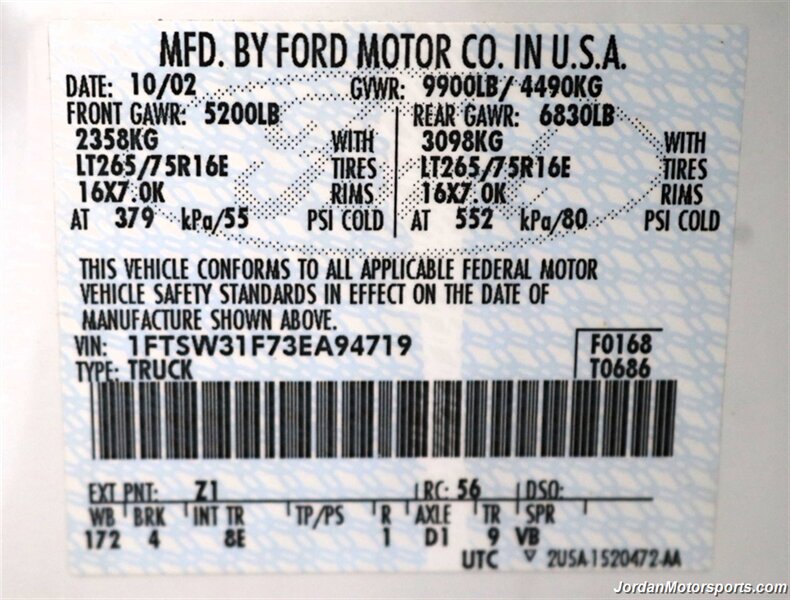 MFD. BY FORD MOTOR CO. IN U.S.A.
DATE: 10/02 GVWR: 9900LB/ 4490KG
FRONT GAWR: 5200LB REAR GAWR: 6830LB
2358KG WITH 3098KG WITH
LT265/75R16E TIRES LT265/75R16E TIRES
16X7.0K RIMS 16X7.0K RIMS
AT 379 kPa/55 PSI COLD AT 552 kPa/80 PSI COLD
THIS VEHICLE CONFORMS TO ALL APPLICABLE FEDERAL MOTOR
VEHICLE SAFETY STANDARDS IN EFFECT ON THE DATE OF
MANUFACTURE SHOWN ABOVE.
VIN: 1FTSW31F73EA94719 F0168
TYPE: TRUCK T0686
EXT PNT: Z1 RC: 56 DSO:
WB BRK INT TR TP/PS R AXLE TR SPR
172 4 8E 1 D1 9 VB
UTC ▽ 2U5A-1520472-AA
JordanMotorsports.com